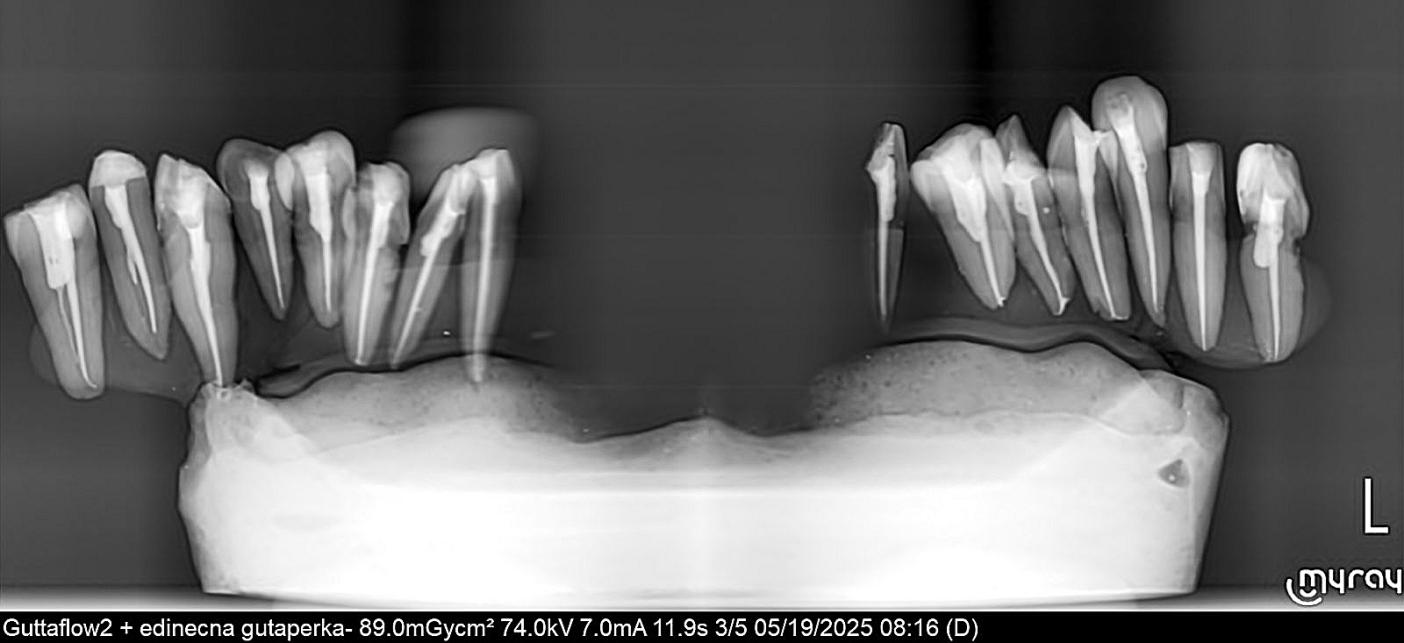 L
myray
Guttaflow2 + edinecna gutaperka- 89.0mGycm² 74.0kV 7.0mA 11.9s 3/5 05/19/2025 08:16 (D)